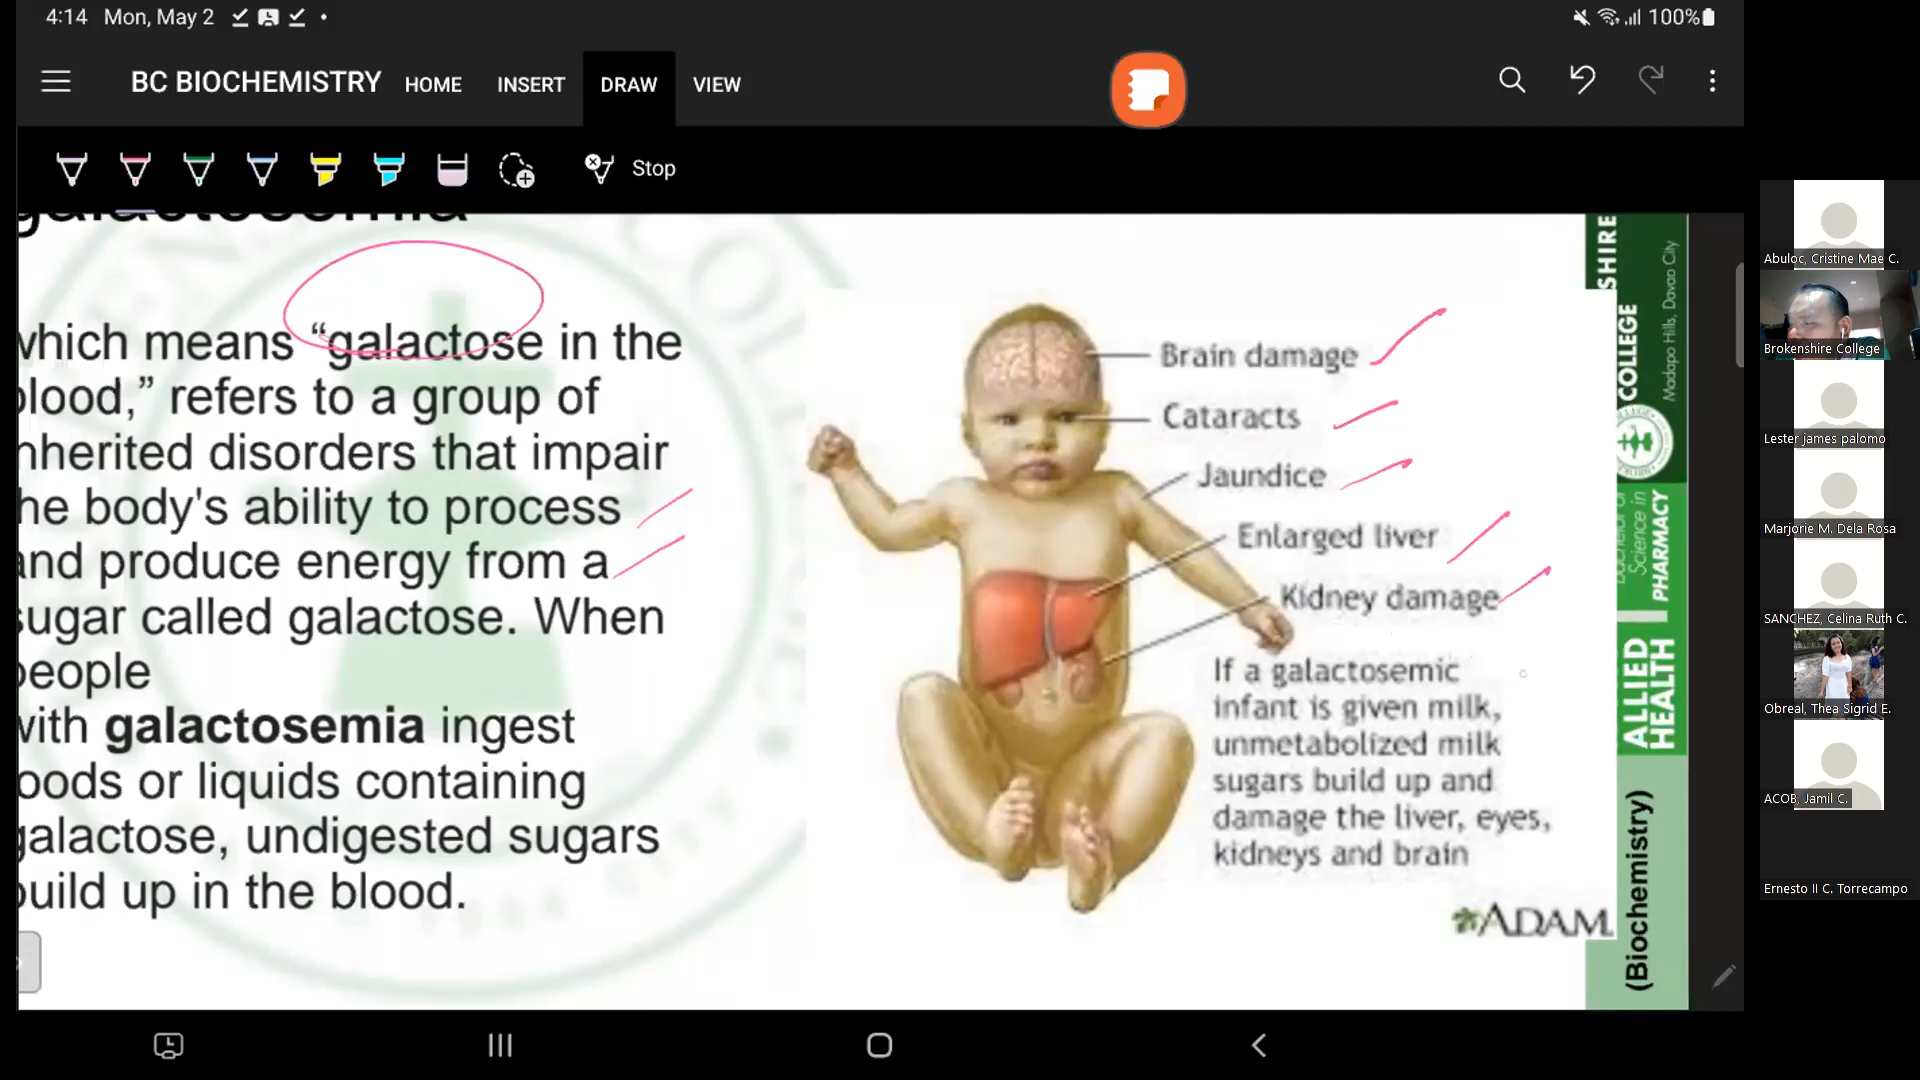 4:14 Mon, May 2
100%
BC BIOCHEMISTRY HOME INSERT DRAW VIEW
Stop
galactosemia
which means “galactose in the
blood,” refers to a group of
inherited disorders that impair
the body's ability to process
and produce energy from a
sugar called galactose. When
people
with galactosemia ingest
foods or liquids containing
galactose, undigested sugars
build up in the blood.
Brain damage
Cataracts
Jaundice
Enlarged liver
Kidney damage
If a galactosemic
infant is given milk,
unmetabolized milk
sugars build up and
damage the liver, eyes,
kidneys and brain
ADAM.
SHIRE
COLLEGE
Madapo Hills, Davao City
Science in
PHARMACY
ALLIED
HEALTH
(Biochemistry)
Abuloc, Cristine Mae C.
Brokenshire College
Lester james palomo
Marjorie M. Dela Rosa
SANCHEZ, Celina Ruth C.
Obreal, Thea Sigrid E.
ACOB, Jamil C.
Ernesto II C. Torrecampo